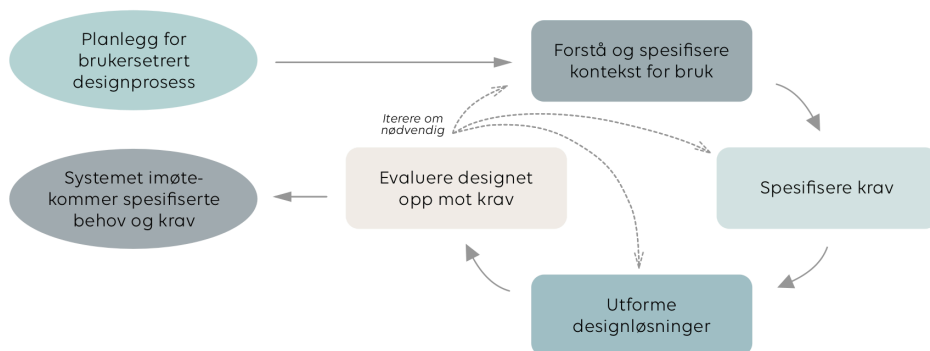 Planlegg for
brukersetrert
designprosess
Forstå og spesifisere
kontekst for bruk
Iterere om
nødvendig
Systemet imøte-
kommer spesifiserte
behov og krav
Evaluere designet
opp mot krav
Spesifisere krav
Utforme
designløsninger